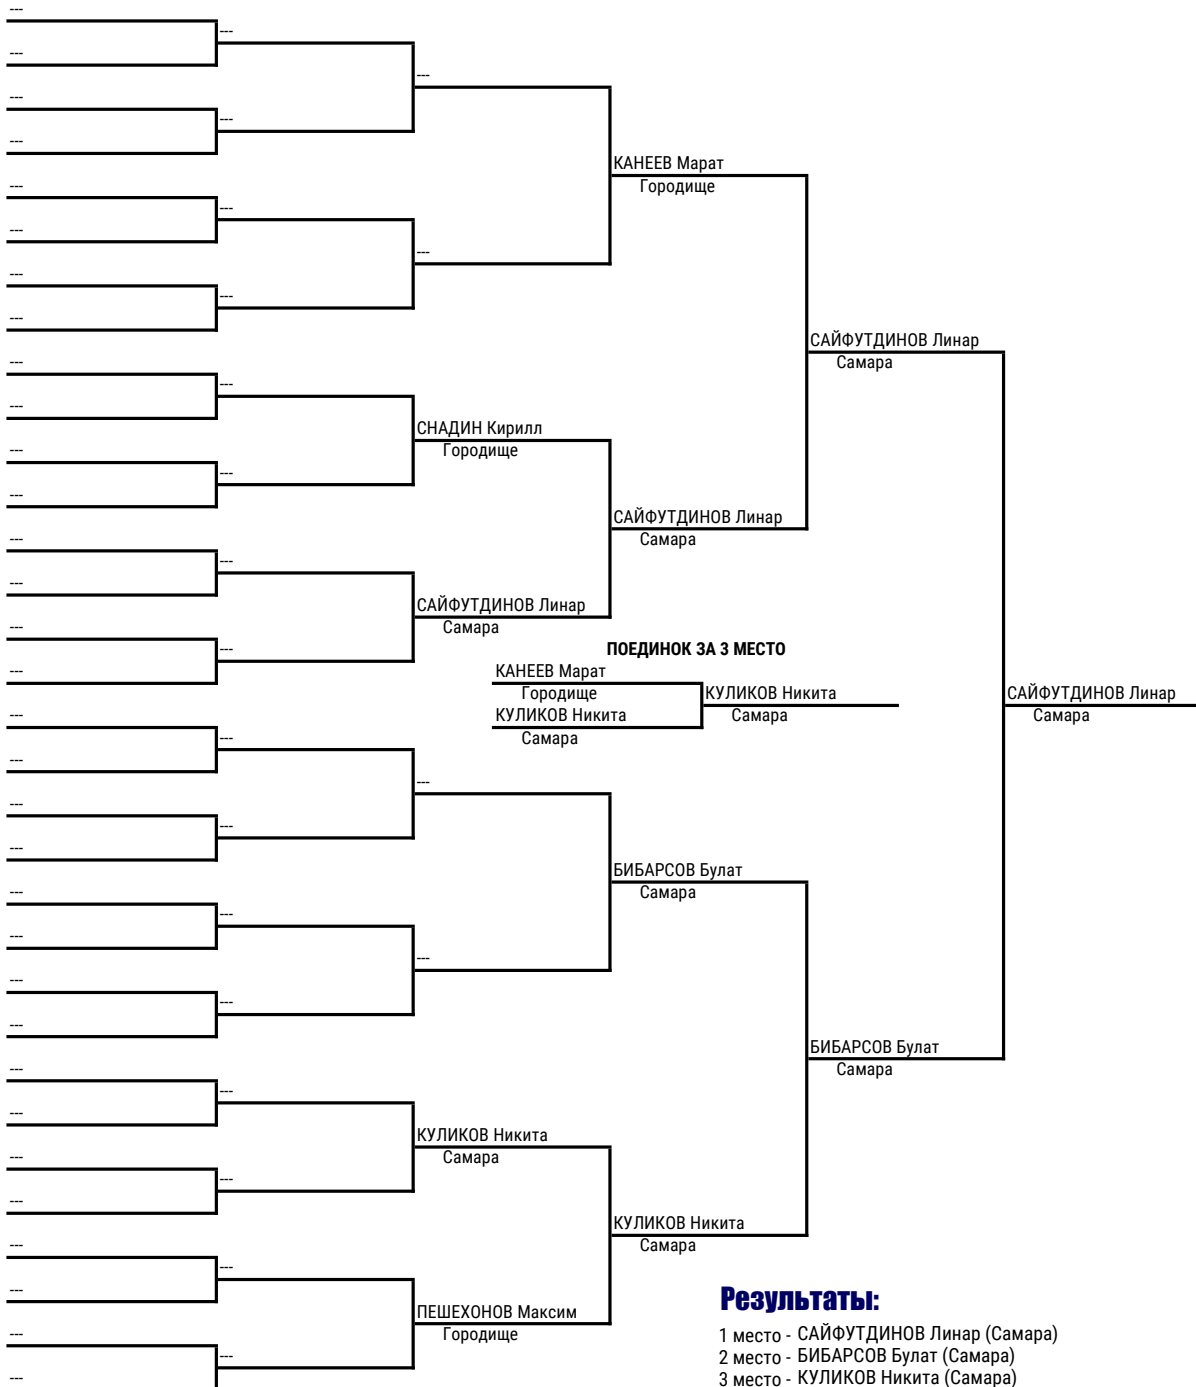 ---
---
---
---
---
---
---
КАНЕЕВ Марат
Городище
---
---
---
---
---
---
---
САЙФУТДИНОВ Линар
Самара
---
---
---
СНАДИН Кирилл
Городище
---
---
---
САЙФУТДИНОВ Линар
Самара
---
---
---
САЙФУТДИНОВ Линар
Самара
---
---
---
ПОЕДИНОК ЗА 3 МЕСТО
КАНЕЕВ Марат
Городище
КУЛИКОВ Никита
Самара
КУЛИКОВ Никита
Самара
САЙФУТДИНОВ Линар
Самара
---
---
---
---
---
---
---
БИБАРСОВ Булат
Самара
---
---
---
---
---
---
---
БИБАРСОВ Булат
Самара
---
---
---
КУЛИКОВ Никита
Самара
---
---
---
КУЛИКОВ Никита
Самара
---
---
---
ПЕШЕХОНОВ Максим
Городище
---
---
---
Результаты:
1 место - САЙФУТДИНОВ Линар (Самара)
2 место - БИБАРСОВ Булат (Самара)
3 место - КУЛИКОВ Никита (Самара)